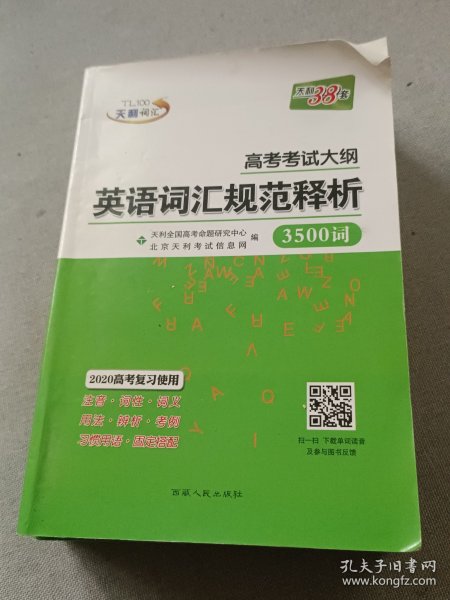 TL100
天利词汇
天利38套
高考考试大纲
英语词汇规范释析
天利全国高考命题研究中心
北京天利考试信息网
编
3500词
2020高考复习使用
注音·词性·词义
用法·辨析·考例
习惯用语·固定搭配
扫一扫 下载单词读音
及参与图书反馈
西藏人民出版社
孔夫子旧书网
www.kongfz.com